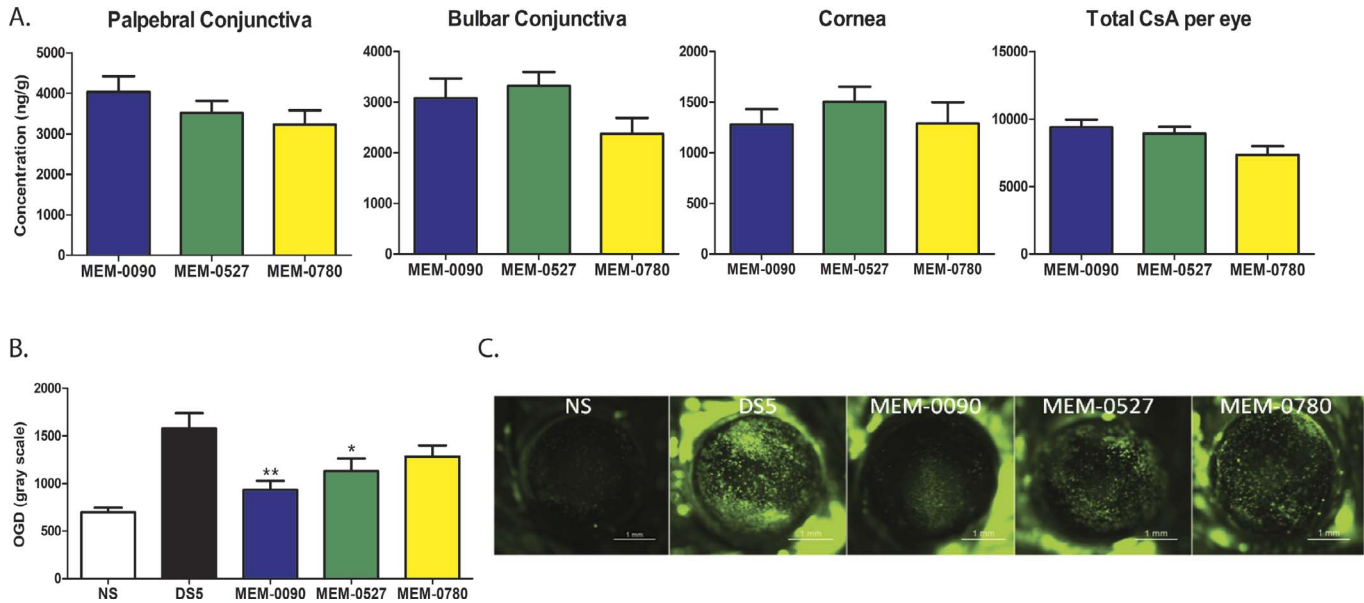 A.
Palpebral Conjunctiva
Bulbar Conjunctiva
Cornea
Total CsA per eye
Concentration (ng/g)
5000
4000
3000
2000
1000
0
MEM-0090 MEM-0527 MEM-0780
4000
3000
2000
1000
0
MEM-0090 MEM-0527 MEM-0780
2000
1500
1000
500
0
MEM-0090 MEM-0527 MEM-0780
15000
10000
5000
0
MEM-0090 MEM-0527 MEM-0780
B.
OGD (gray scale)
2000
1500
1000
500
0
**
*
NS DS5 MEM-0090 MEM-0527 MEM-0780
C.
NS DS5 MEM-0090 MEM-0527 MEM-0780
1 mm 1 mm 1 mm 1 mm 1 mm